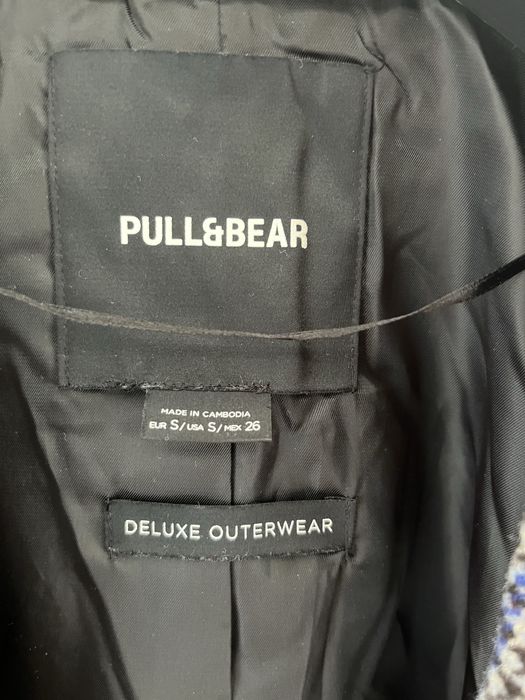 PULL&BEAR
MADE IN CAMBODIA
EUR S/USA S/MEX 26
DELUXE OUTERWEAR